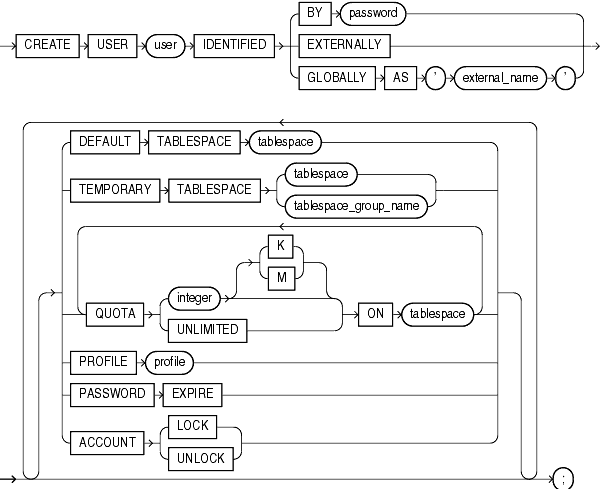 BY password
CREATE USER user IDENTIFIED EXTERNALLY
GLOBALLY AS ' external_name '
DEFAULT TABLESPACE tablespace
TEMPORARY TABLESPACE tablespace
tablespace_group_name
K
M
integer
QUOTA ON tablespace
UNLIMITED
PROFILE profile
PASSWORD EXPIRE
LOCK
ACCOUNT
UNLOCK
;